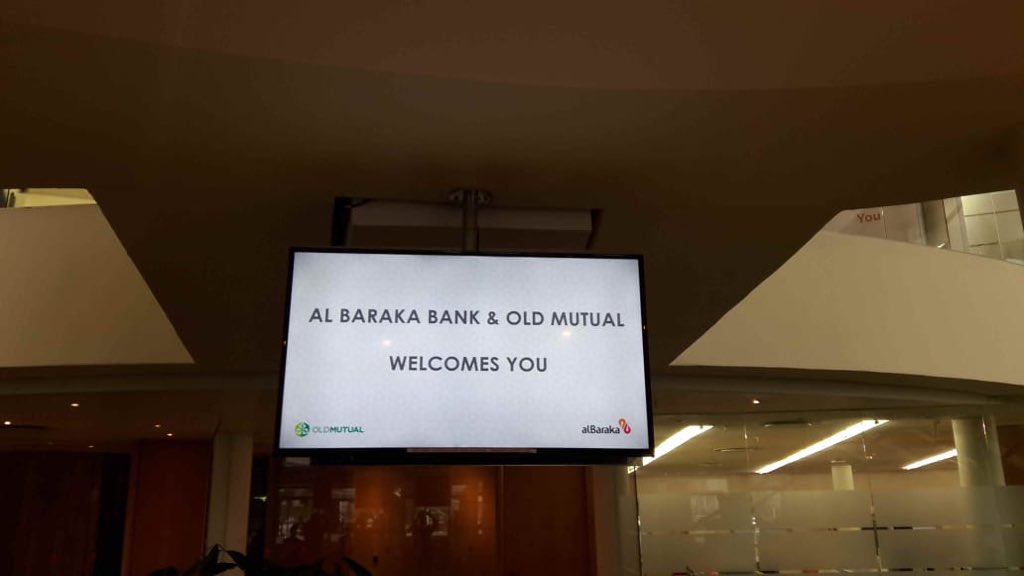 You
AL BARAKA BANK & OLD MUTUAL
WELCOMES YOU
OLDMUTUAL
alBaraka